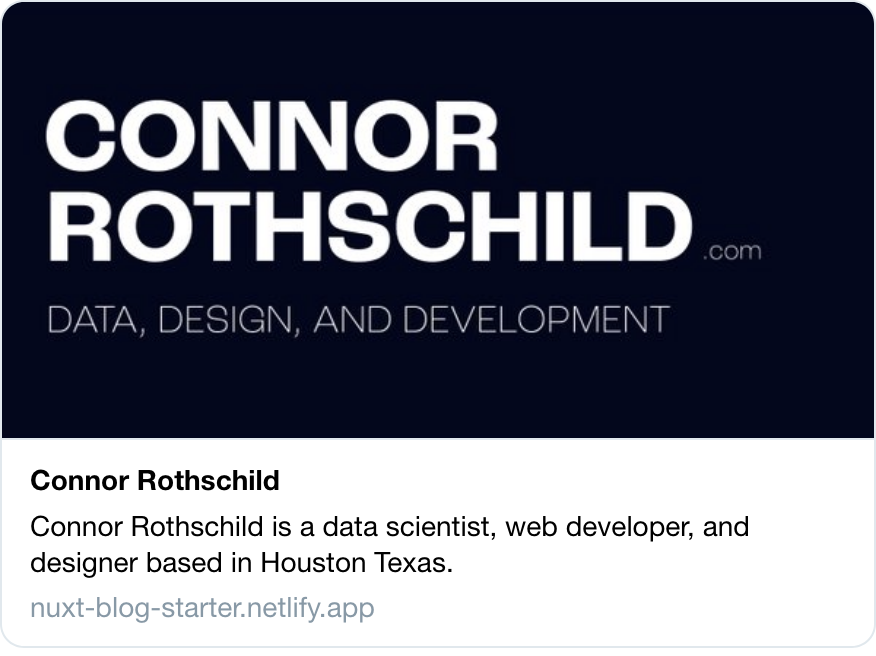 CONNOR
ROTHSCHILD .com
DATA, DESIGN, AND DEVELOPMENT
Connor Rothschild
Connor Rothschild is a data scientist, web developer, and
designer based in Houston Texas.
nuxt-blog-starter.netlify.app